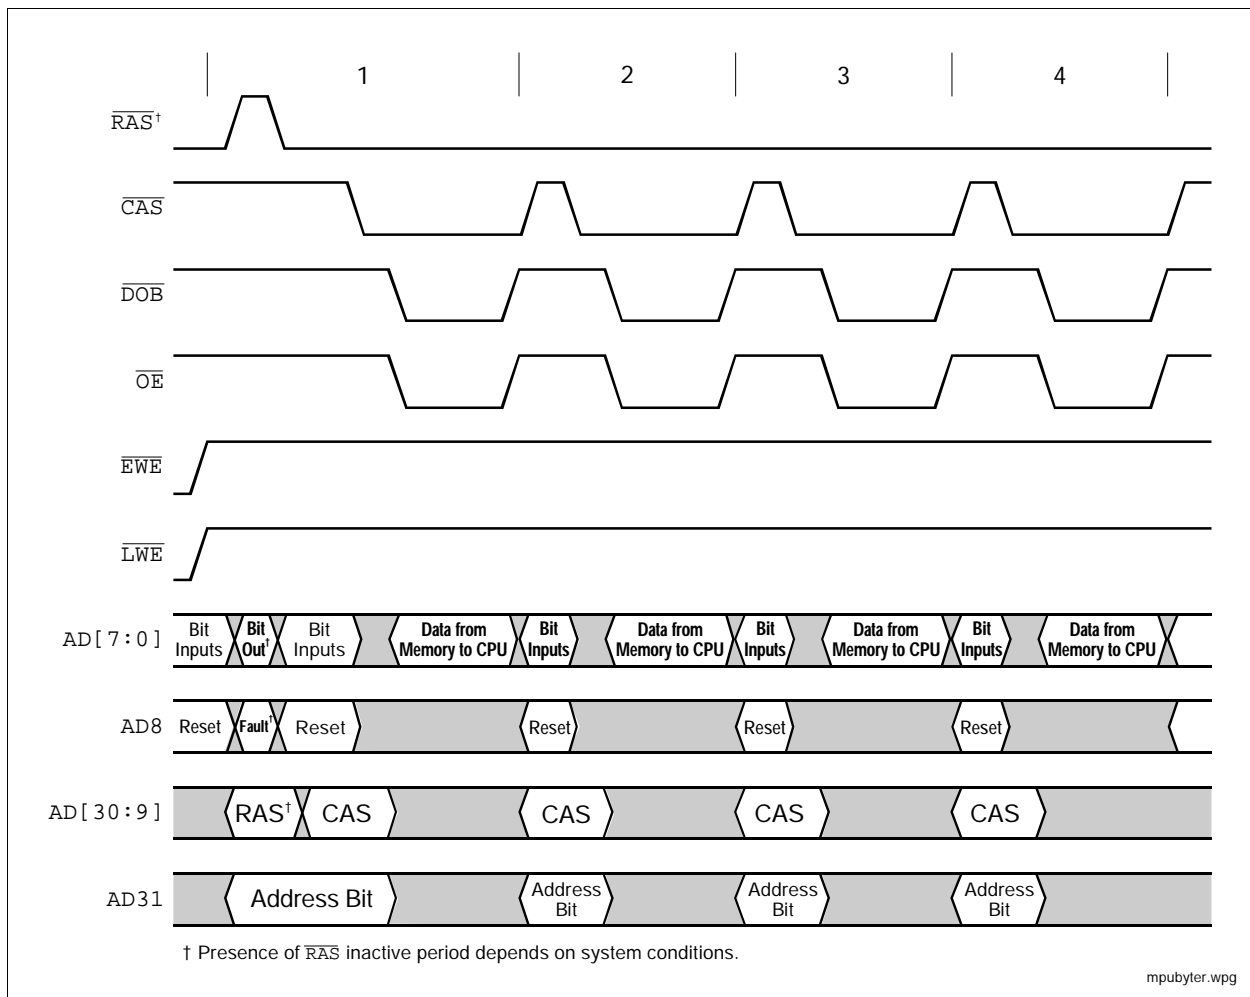 1 2 3 4
RAS†
CAS
DOB
OE
EWE
LWE
AD[7:0] Bit Inputs Bit Out† Bit Inputs Data from Memory to CPU Bit Inputs Data from Memory to CPU Bit Inputs Data from Memory to CPU Bit Inputs Data from Memory to CPU
AD8 Reset Fault† Reset Reset Reset Reset
AD[30:9] RAS† CAS CAS CAS CAS
AD31 Address Bit Address Bit Address Bit Address Bit
† Presence of RAS inactive period depends on system conditions.
mpubyter.wpg